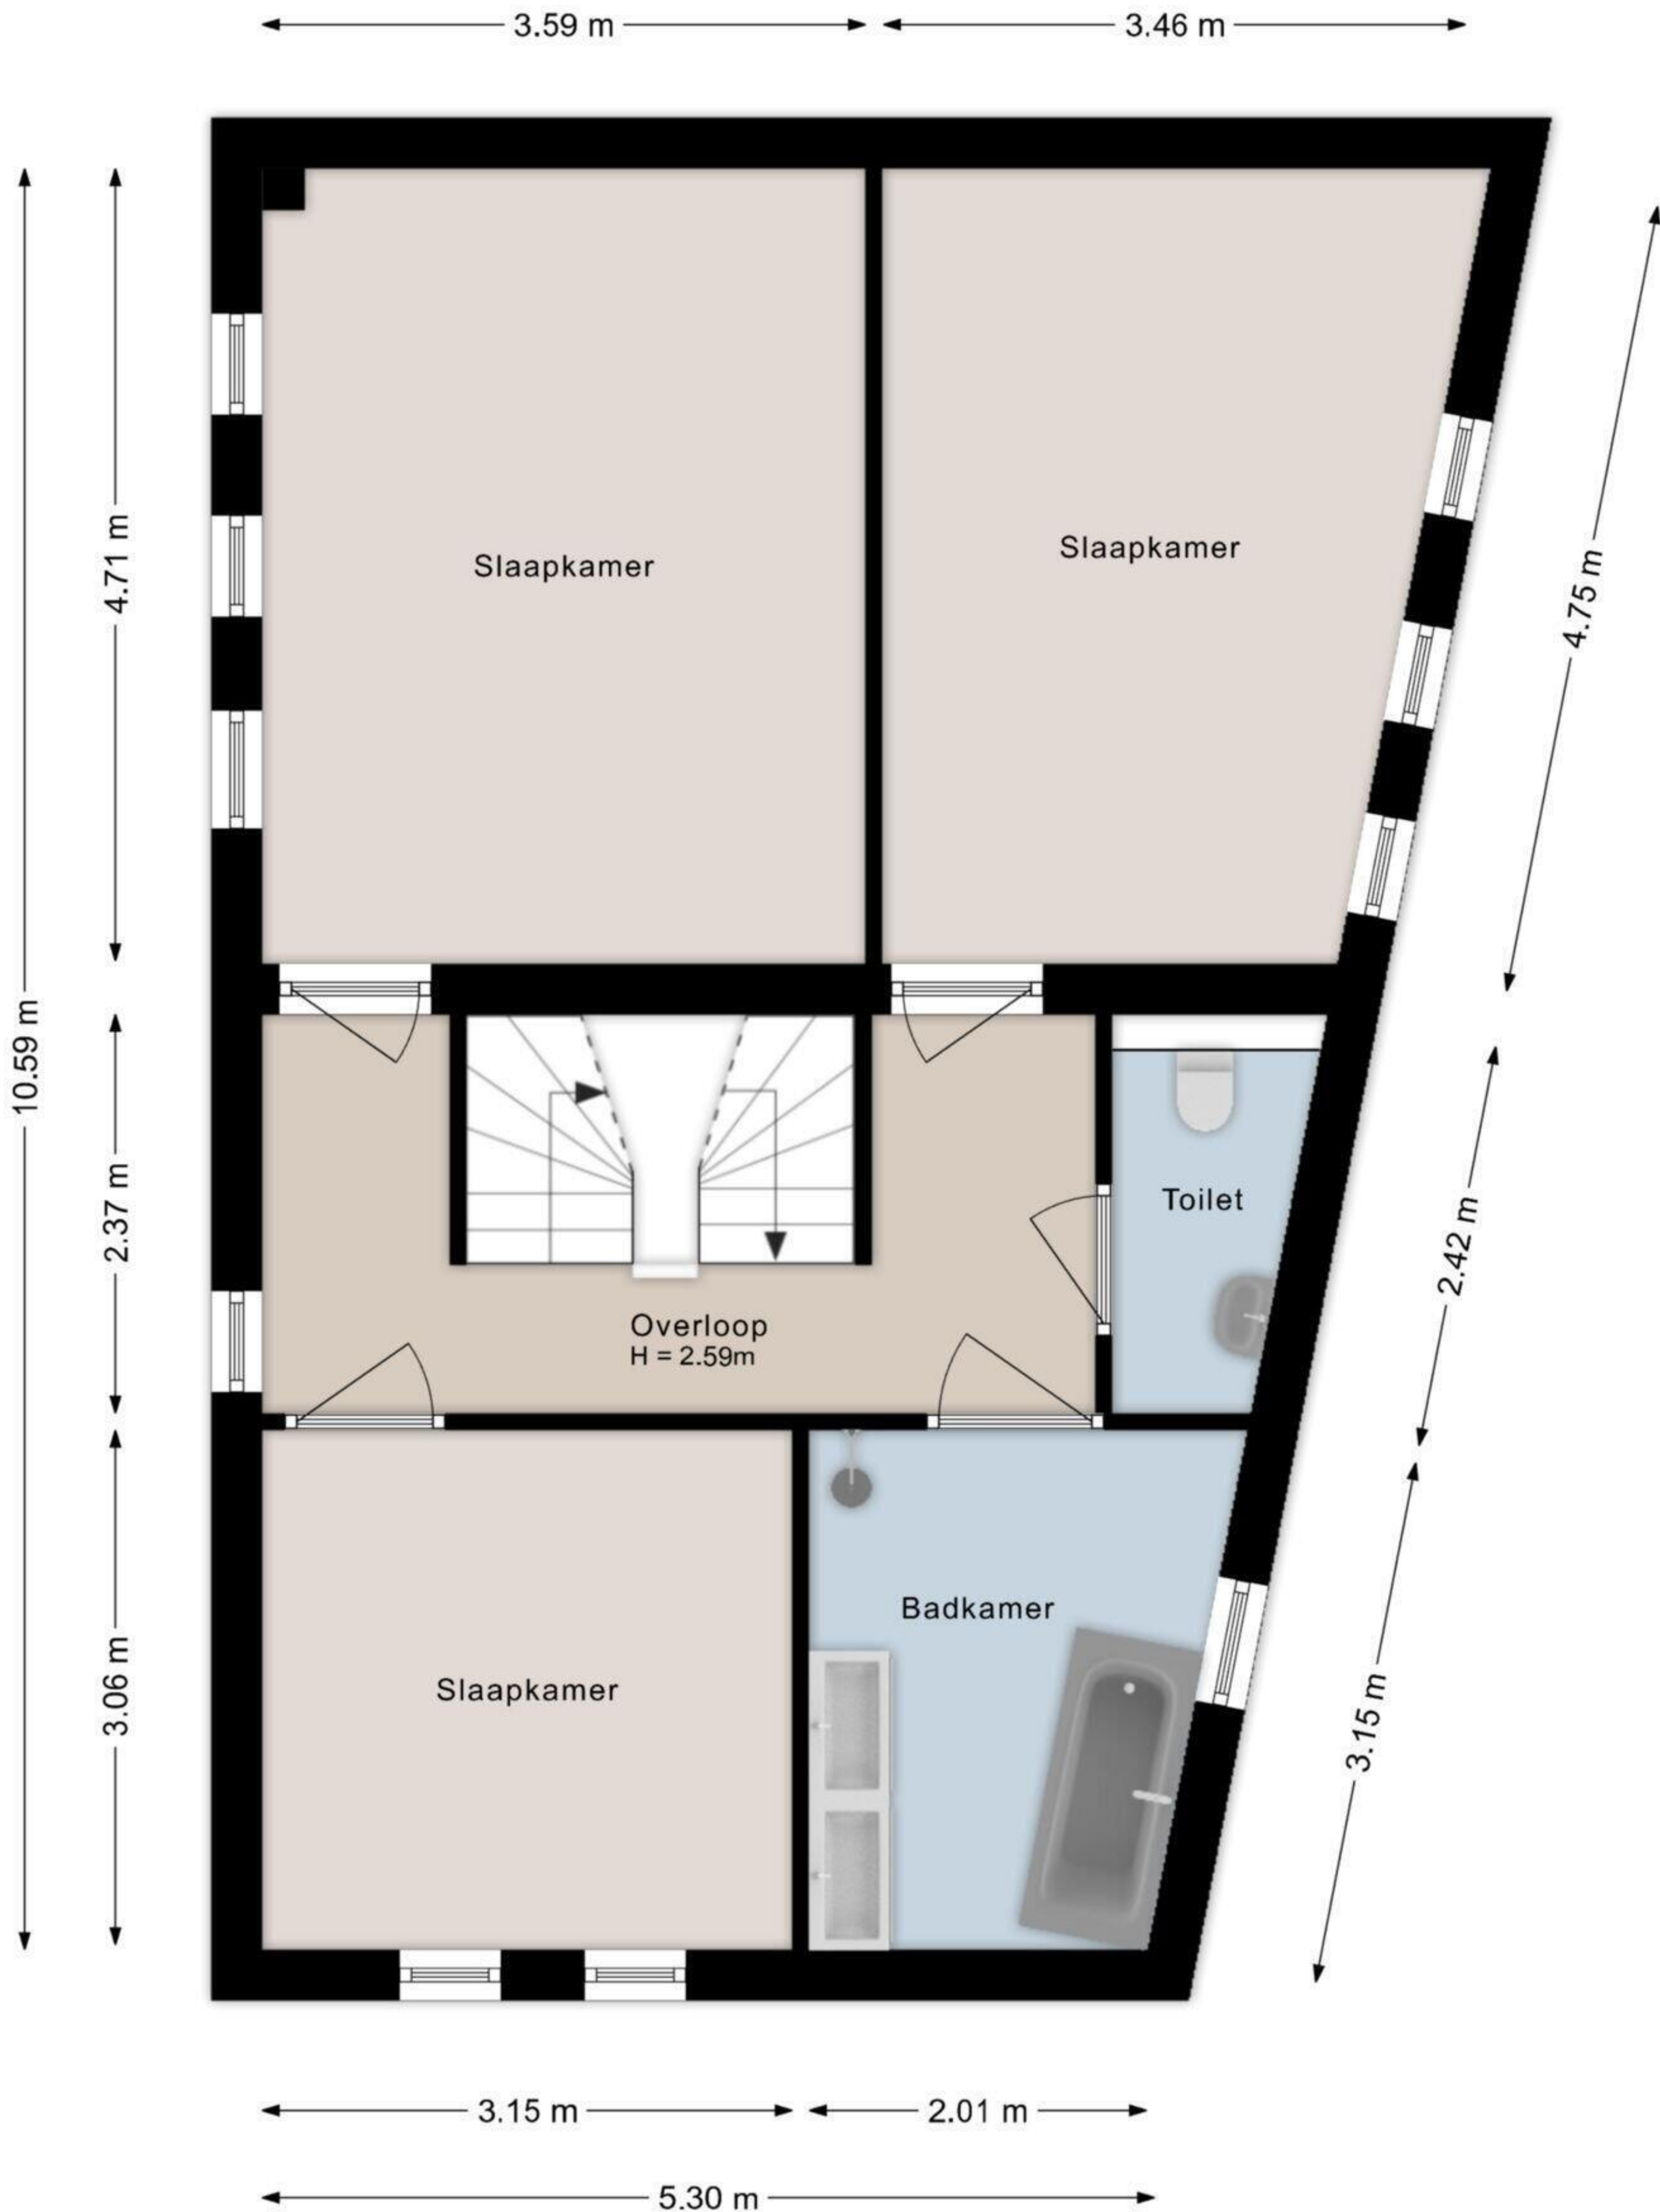 3.59 m
3.46 m
Slaapkamer
Slaapkamer
4.71 m
4.75 m
10.59 m
2.37 m
Toilet
2.42 m
Overloop
H = 2.59m
Badkamer
Slaapkamer
3.06 m
3.15 m
3.15 m
2.01 m
5.30 m